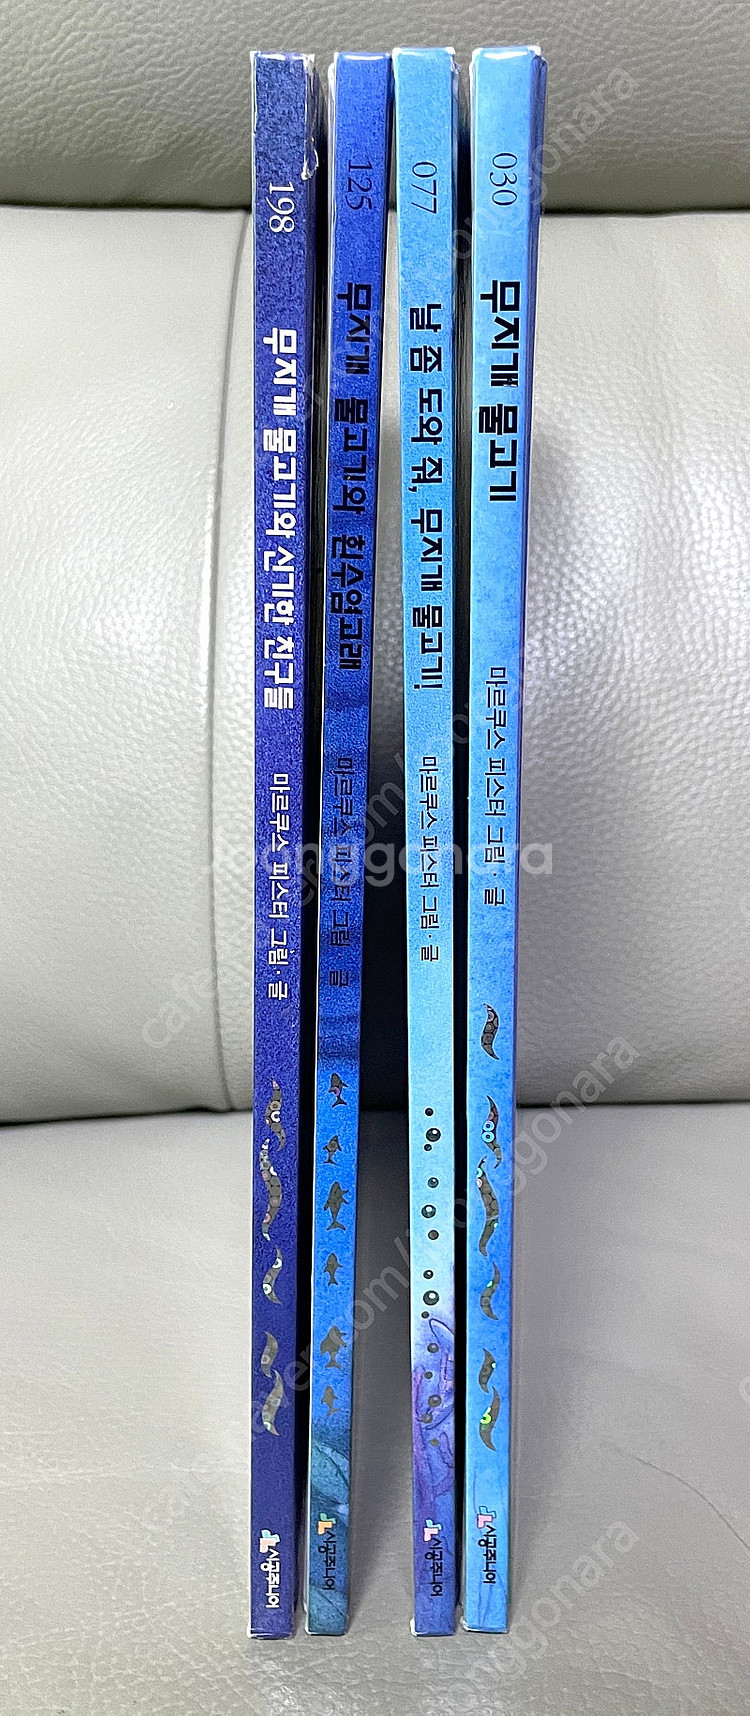 198 무지개 물고기와 신기한 친구들 마르쿠스 피스터 그림·글 시공주니어
125 무지개 물고기와 흰수염고래 마르쿠스 피스터 그림·글 시공주니어
077 날 좀 도와 줘, 무지개 물고기! 마르쿠스 피스터 그림·글 시공주니어
030 무지개 물고기 마르쿠스 피스터 그림·글 시공주니어
joonggonara